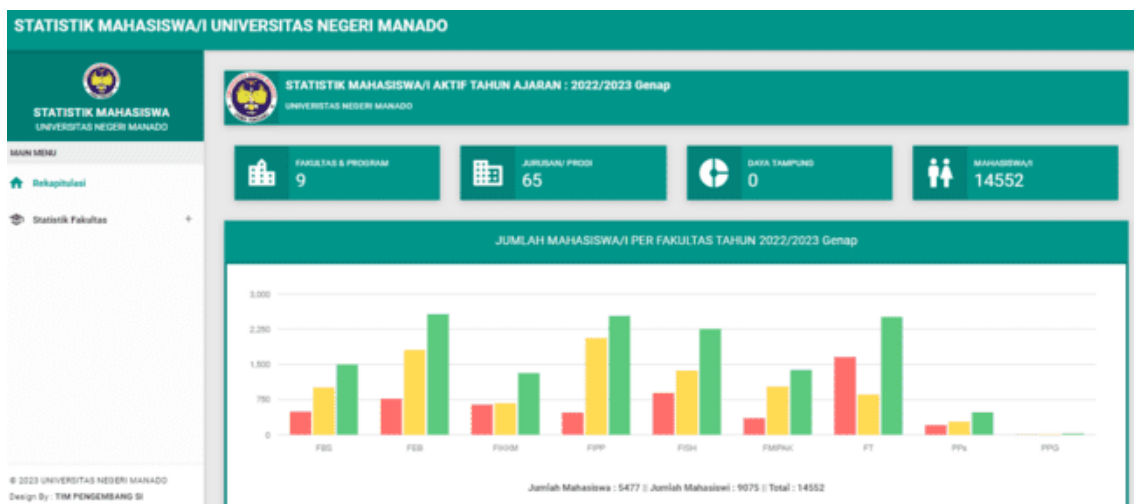 STATISTIK MAHASISWA/I UNIVERSITAS NEGERI MANADO
STATISTIK MAHASISWA
UNIVERSITAS NEGERI MANADO
MAIN MENU
Rekapitulasi
Statistik Fakultas +
© 2023 UNIVERSITAS NEGERI MANADO
Design By : TIM PENGEMBANG SI
STATISTIK MAHASISWA/I AKTIF TAHUN AJARAN : 2022/2023 Genap
UNIVERISTAS NEGERI MANADO
FAKULTAS & PROGRAM
9
JURUSAN/ PRODI
65
DAYA TAMPUNG
0
MAHASISWA/I
14552
JUMLAH MAHASISWA/I PER FAKULTAS TAHUN 2022/2023 Genap
3,000
2,250
1,500
750
0
FBS FEB FIKKM FIPP FISH FMIPAK FT PPs PPG
Jumlah Mahasiswa : 5477 || Jumlah Mahasiswi : 9075 || Total : 14552